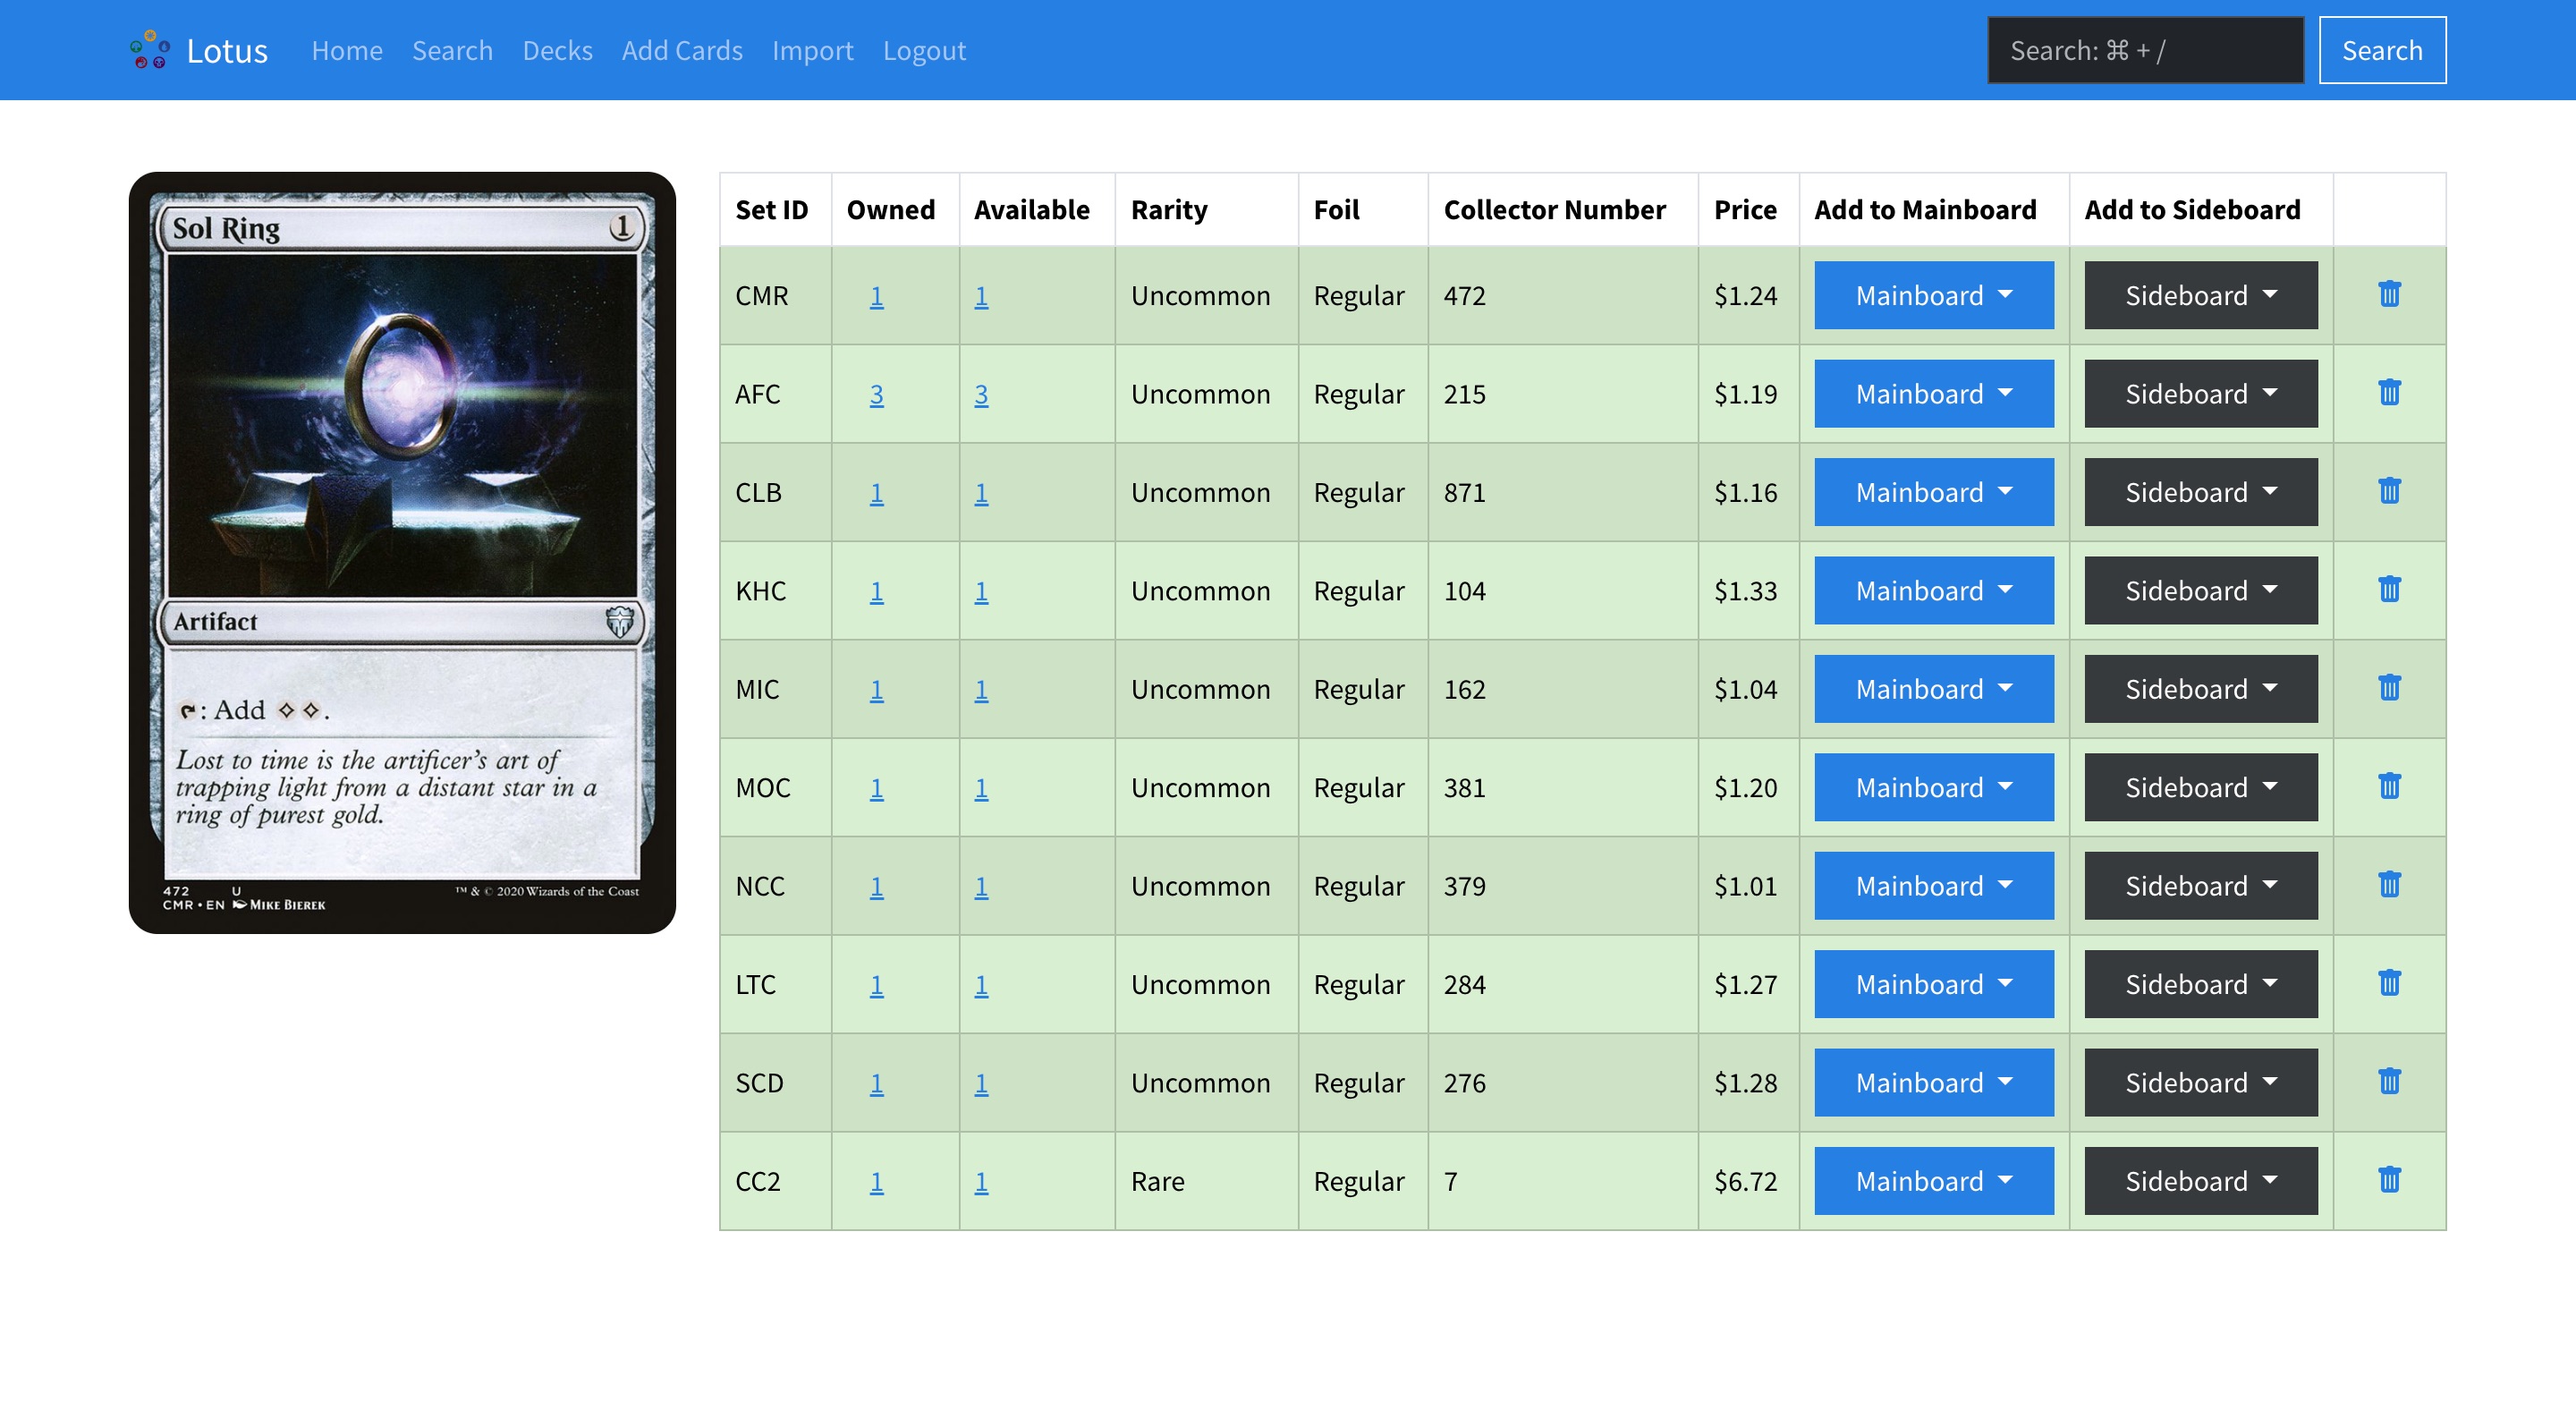 Lotus Home Search Decks Add Cards Import Logout Search: ⌘ + / Search
Sol Ring 1
Artifact
: Add .
Lost to time is the artificer's art of
trapping light from a distant star in a
ring of purest gold.
472 U ™ & © 2020 Wizards of the Coast
CMR • EN Mike Bierek
Set ID Owned Available Rarity Foil Collector Number Price Add to Mainboard Add to Sideboard
CMR 1 1 Uncommon Regular 472 $1.24 Mainboard Sideboard
AFC 3 3 Uncommon Regular 215 $1.19 Mainboard Sideboard
CLB 1 1 Uncommon Regular 871 $1.16 Mainboard Sideboard
KHC 1 1 Uncommon Regular 104 $1.33 Mainboard Sideboard
MIC 1 1 Uncommon Regular 162 $1.04 Mainboard Sideboard
MOC 1 1 Uncommon Regular 381 $1.20 Mainboard Sideboard
NCC 1 1 Uncommon Regular 379 $1.01 Mainboard Sideboard
LTC 1 1 Uncommon Regular 284 $1.27 Mainboard Sideboard
SCD 1 1 Uncommon Regular 276 $1.28 Mainboard Sideboard
CC2 1 1 Rare Regular 7 $6.72 Mainboard Sideboard